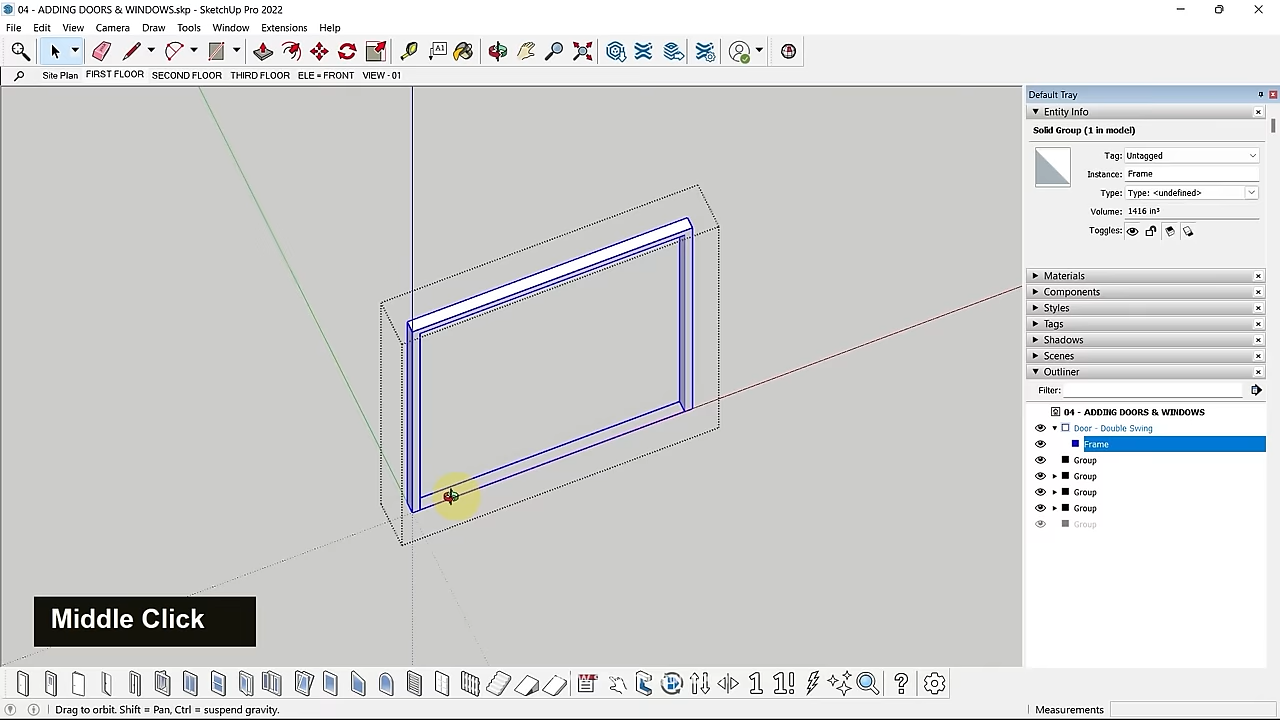 04 - ADDING DOORS & WINDOWS.skp - SketchUp Pro 2022
File Edit View Camera Draw Tools Window Extensions Help
A1
Site Plan FIRST FLOOR SECOND FLOOR THIRD FLOOR ELE = FRONT VIEW - 01
Default Tray
Entity Info
Solid Group (1 in model)
Tag: Untagged
Instance: Frame
Type: Type: <undefined>
Volume: 1416 in³
Toggles:
Materials
Components
Styles
Tags
Shadows
Scenes
Outliner
Filter:
04 - ADDING DOORS & WINDOWS
Door - Double Swing
Frame
Group
Group
Group
Group
Group
Middle Click
1 1! ?
Drag to orbit. Shift = Pan, Ctrl = suspend gravity.
Measurements